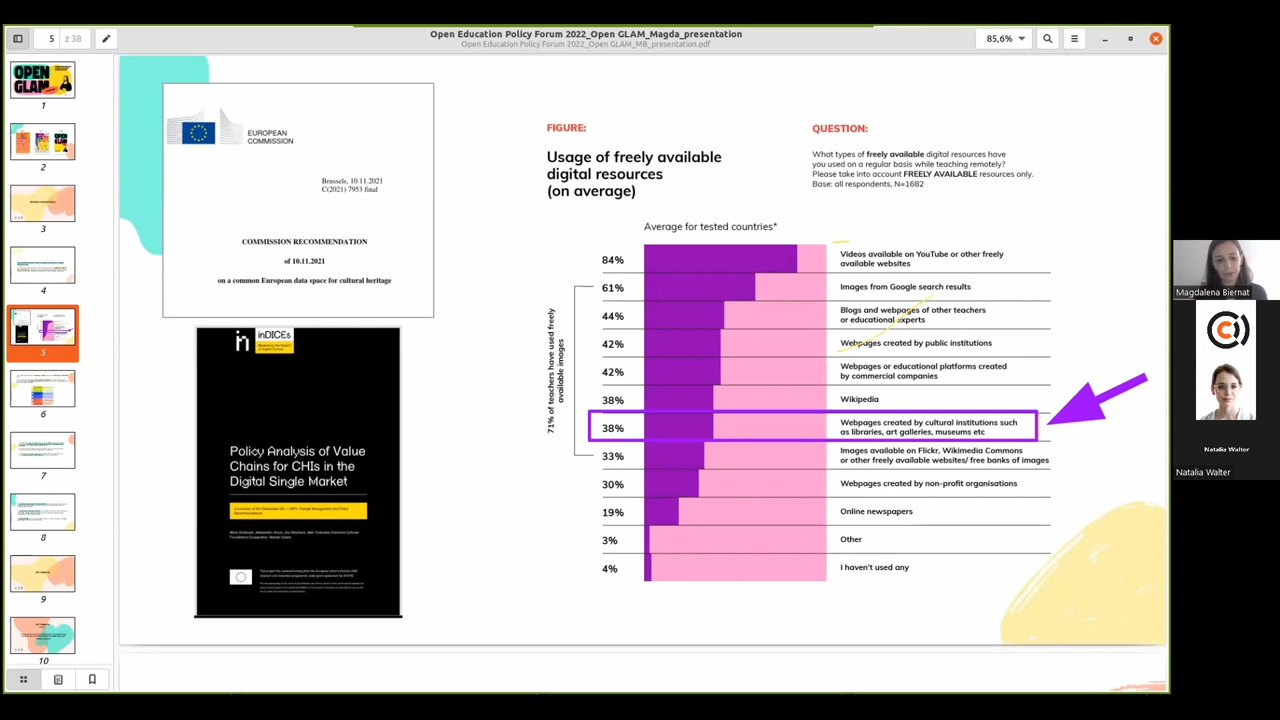 Open Education Policy Forum 2022_Open GLAM_Magda_presentation
Open Education Policy Forum 2022_Open GLAM_MB_presentation.pdf
5 z 38
85,6%
OPEN
GLAM
1
2
3
4
5
6
7
8
9
10
EUROPEAN
COMMISSION
Brussels, 10.11.2021
C(2021) 7953 final
COMMISSION RECOMMENDATION
of 10.11.2021
on a common European data space for cultural heritage
in
inDICEs
Policy Analysis of Value
Chains for CHIs in the
Digital Single Market
FIGURE:
Usage of freely available
digital resources
(on average)
QUESTION:
What types of freely available digital resources have
you used on a regular basis while teaching remotely?
Please take into account FREELY AVAILABLE resources only.
Base: all respondents, N=1682
Average for tested countries*
71% of teachers have used freely
available images
84%
Videos available on YouTube or other freely
available websites
61%
Images from Google search results
44%
Blogs and webpages of other teachers
or educational experts
42%
Webpages created by public institutions
42%
Webpages or educational platforms created
by commercial companies
38%
Wikipedia
38%
Webpages created by cultural institutions such
as libraries, art galleries, museums etc
33%
Images available on Flickr, Wikimedia Commons
or other freely available websites/ free banks of images
30%
Webpages created by non-profit organisations
19%
Online newspapers
3%
Other
4%
I haven't used any
Magdalena Biernat
Natalia Walter
Natalia Walter